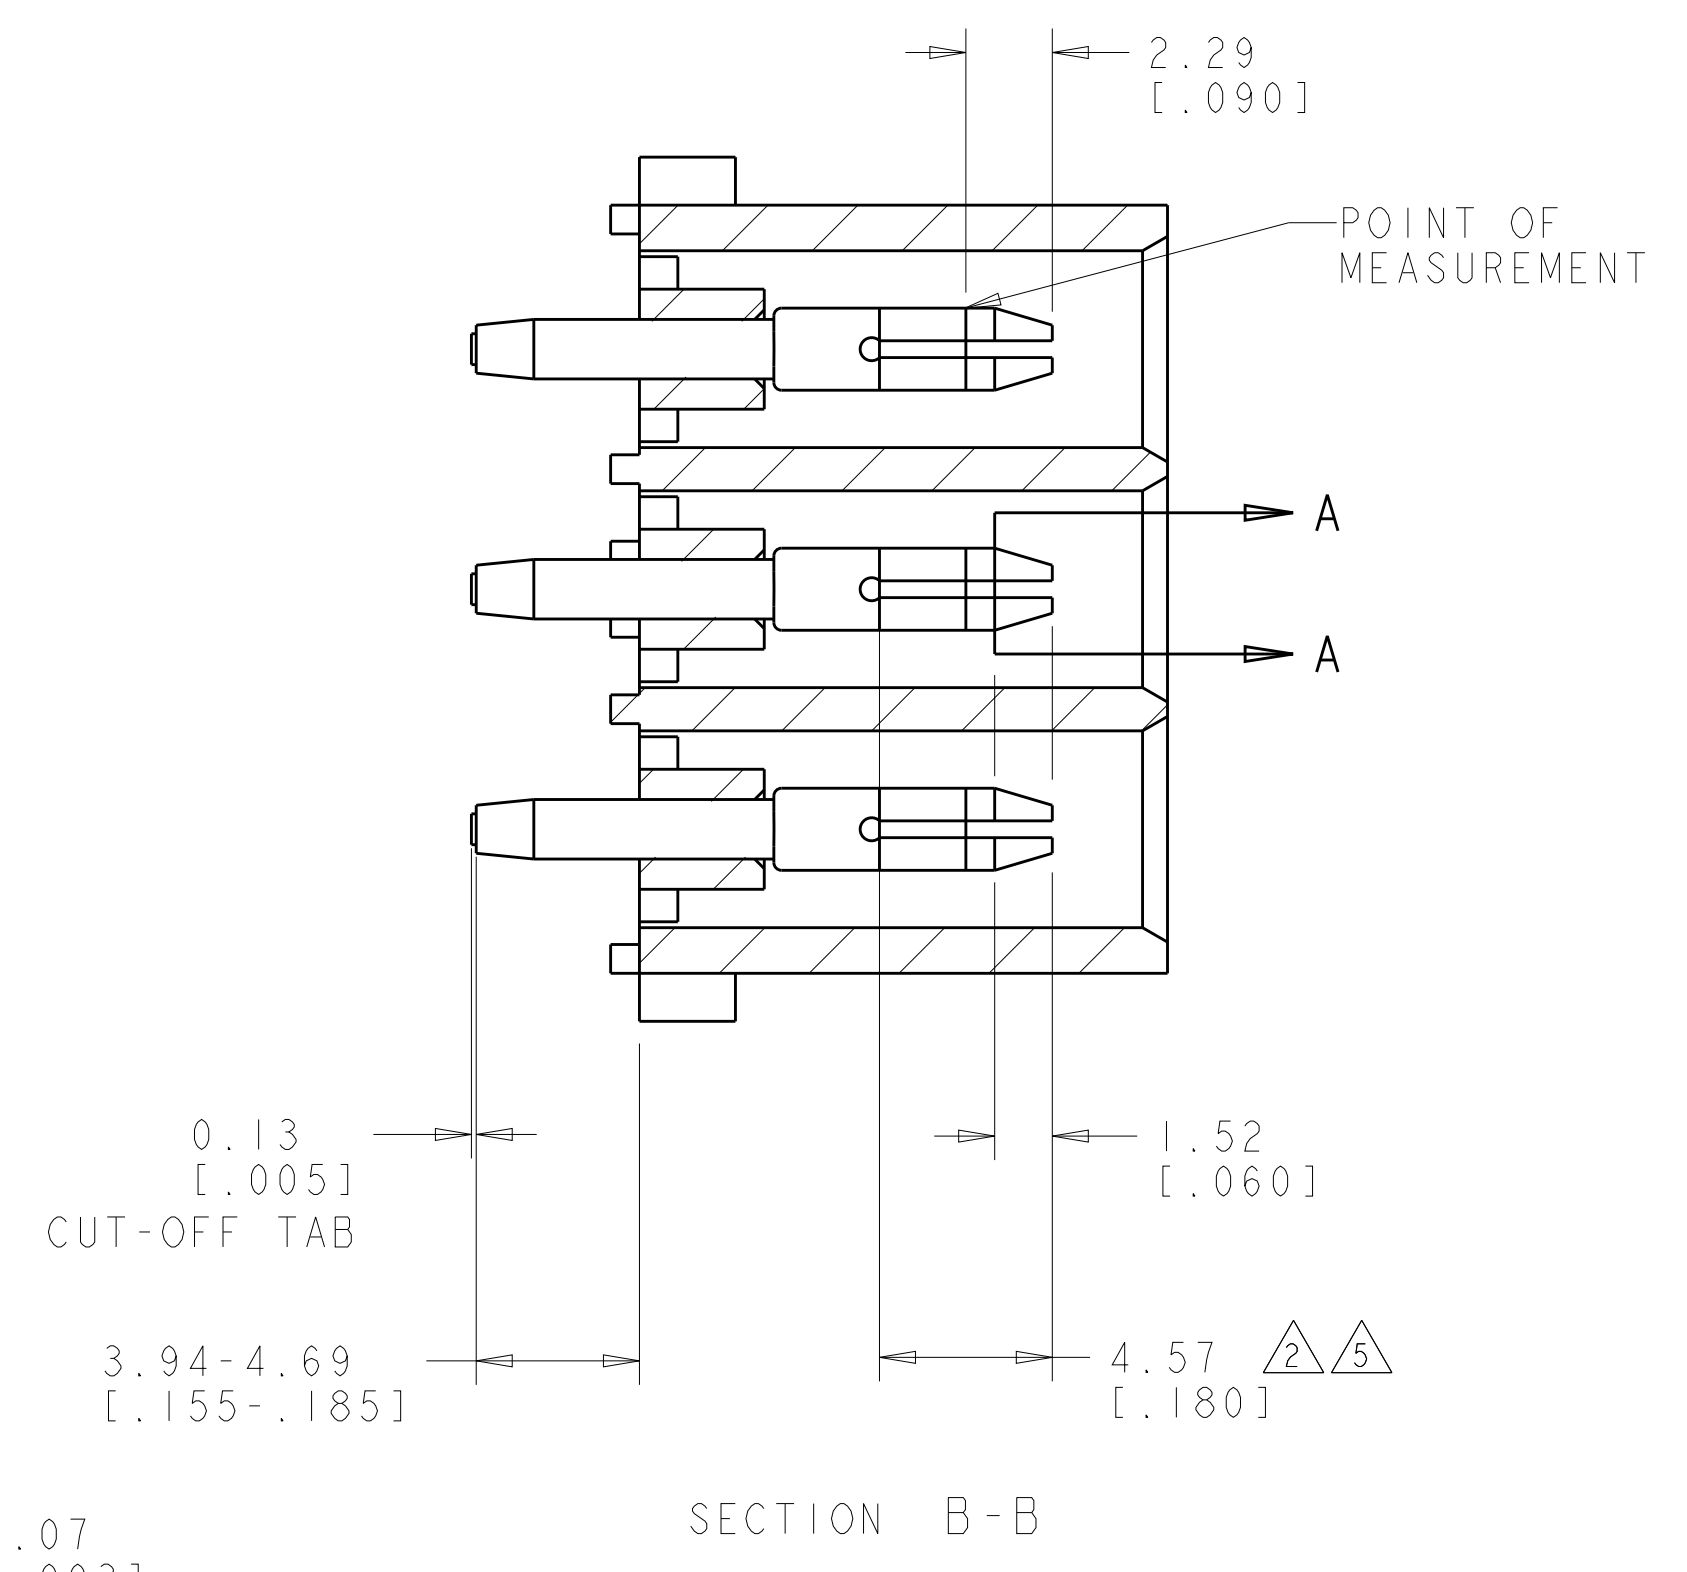 2.29
[.090]
POINT OF
MEASUREMENT
A
A
0.13
[.005]
CUT-OFF TAB
1.52
[.060]
3.94-4.69
[.155-.185]
4.57 2 5
[.180]
SECTION B-B
.07